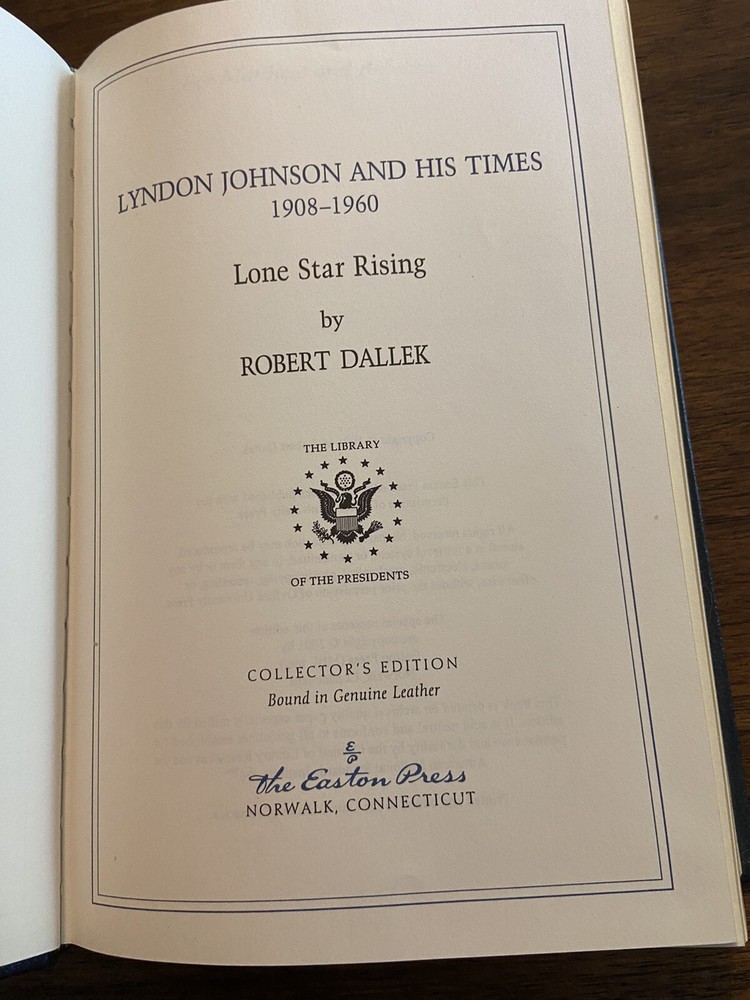 LYNDON JOHNSON AND HIS TIMES
1908–1960
Lone Star Rising
by
ROBERT DALLEK
THE LIBRARY
OF THE PRESIDENTS
COLLECTOR'S EDITION
Bound in Genuine Leather
E
P
The Easton Press
NORWALK, CONNECTICUT